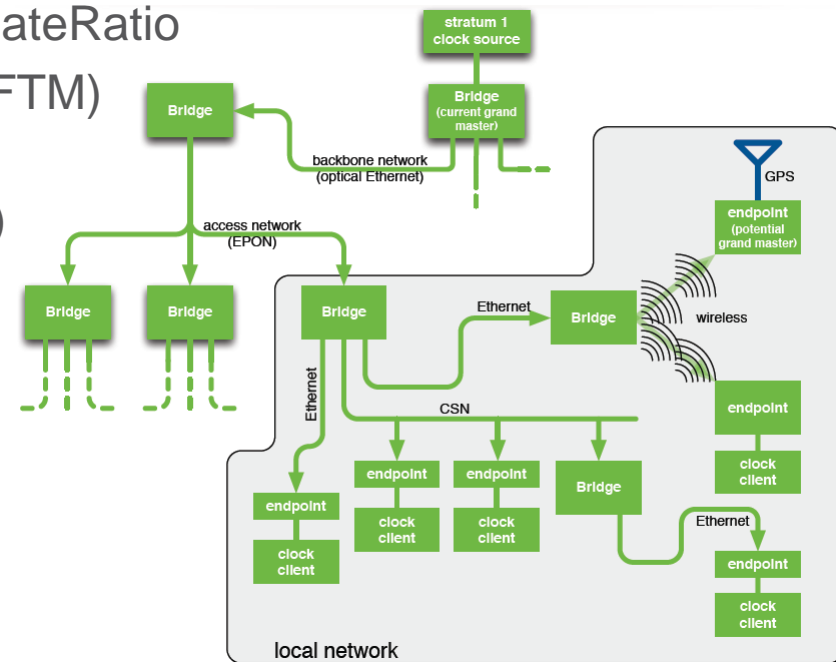 ateRatio
FTM)
)
stratum 1
clock source
Bridge
Bridge
(current grand
master)
backbone network
(optical Ethernet)
GPS
endpoint
(potential
grand master)
access network
(EPON)
Bridge
Bridge
Bridge
Ethernet
Bridge
wireless
Ethernet
CSN
endpoint
clock
client
endpoint
clock
client
endpoint
clock
client
Bridge
endpoint
clock
client
Ethernet
endpoint
clock
client
local network